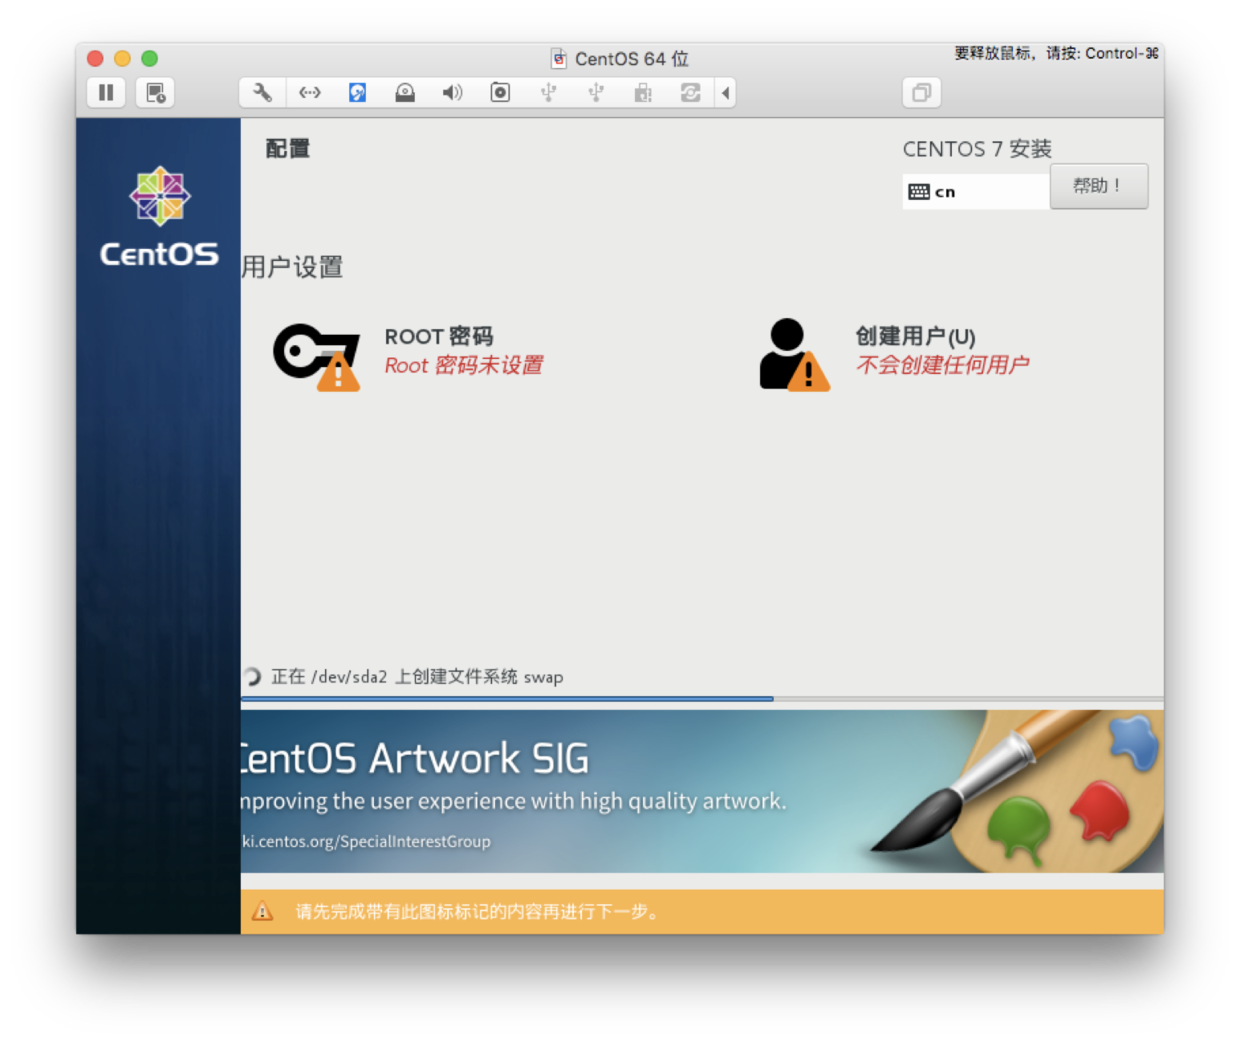 CentOS 64 位
要释放鼠标，请按: Control-⌘
配置
CENTOS 7 安装
cn
帮助！
CentOS
用户设置
ROOT 密码
Root 密码未设置
创建用户(U)
不会创建任何用户
正在 /dev/sda2 上创建文件系统 swap
CentOS Artwork SIG
mproving the user experience with high quality artwork.
ki.centos.org/SpecialInterestGroup
请先完成带有此图标标记的内容再进行下一步。